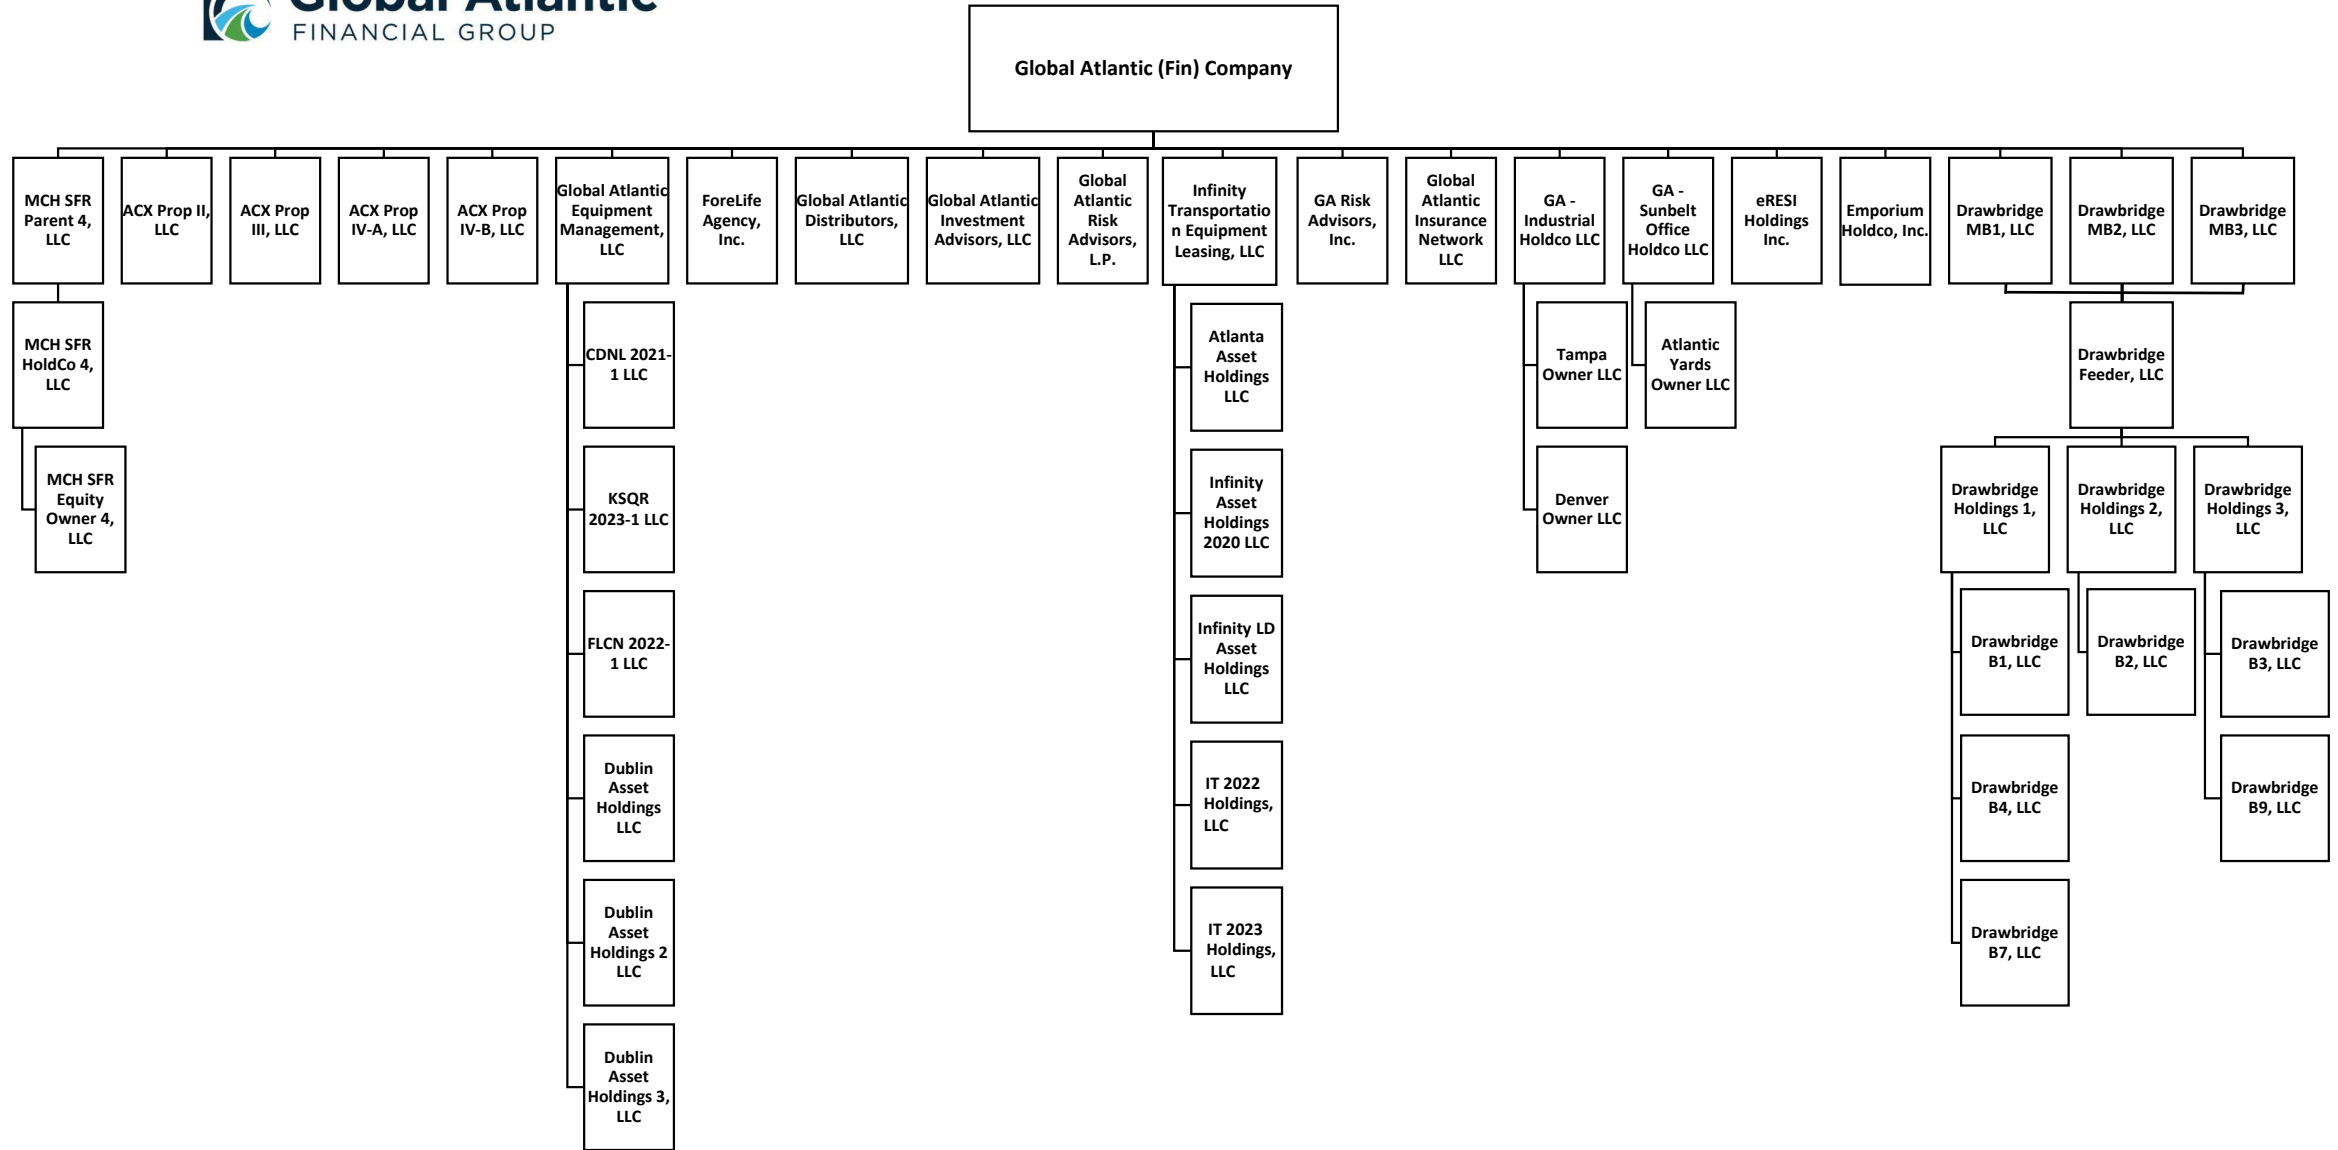 Global Atlantic
FINANCIAL GROUP
Global Atlantic (Fin) Company
MCH SFR
Parent 4,
LLC
ACX Prop II,
LLC
ACX Prop
III, LLC
ACX Prop
IV-A, LLC
ACX Prop
IV-B, LLC
Global Atlantic
Equipment
Management,
LLC
ForeLife
Agency,
Inc.
Global Atlantic
Distributors,
LLC
Global Atlantic
Investment
Advisors, LLC
Global
Atlantic
Risk
Advisors,
L.P.
Infinity
Transportatio
n Equipment
Leasing, LLC
GA Risk
Advisors,
Inc.
Global
Atlantic
Insurance
Network
LLC
GA -
Industrial
Holdco LLC
GA -
Sunbelt
Office
Holdco LLC
eRESI
Holdings
Inc.
Emporium
Holdco, Inc.
Drawbridge
MB1, LLC
Drawbridge
MB2, LLC
Drawbridge
MB3, LLC
MCH SFR
HoldCo 4,
LLC
MCH SFR
Equity
Owner 4,
LLC
CDNL 2021-
1 LLC
KSQR
2023-1 LLC
FLCN 2022-
1 LLC
Dublin
Asset
Holdings
LLC
Dublin
Asset
Holdings 2
LLC
Dublin
Asset
Holdings 3,
LLC
Atlanta
Asset
Holdings
LLC
Infinity
Asset
Holdings
2020 LLC
Infinity LD
Asset
Holdings
LLC
IT 2022
Holdings,
LLC
IT 2023
Holdings,
LLC
Tampa
Owner LLC
Denver
Owner LLC
Atlantic
Yards
Owner LLC
Drawbridge
Feeder, LLC
Drawbridge
Holdings 1,
LLC
Drawbridge
Holdings 2,
LLC
Drawbridge
Holdings 3,
LLC
Drawbridge
B1, LLC
Drawbridge
B4, LLC
Drawbridge
B7, LLC
Drawbridge
B2, LLC
Drawbridge
B3, LLC
Drawbridge
B9, LLC